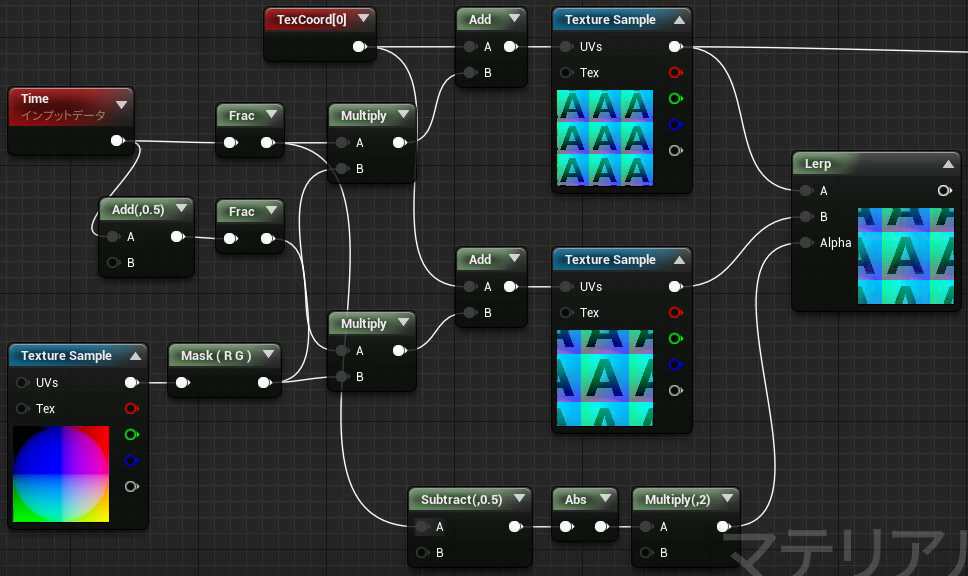 TexCoord[0]
Add
A
B
Texture Sample
UVs
Tex
A A A
A A A
A A A
Time
インプットデータ
Frac
Multiply
A
B
Lerp
A
B
Alpha
Add(,0.5)
A
B
Frac
Add
A
B
Texture Sample
UVs
Tex
Multiply
A
B
Texture Sample
UVs
Tex
Mask ( R G )
Subtract(,0.5)
A
B
Abs
Multiply(,2)
A
B
マテリアル